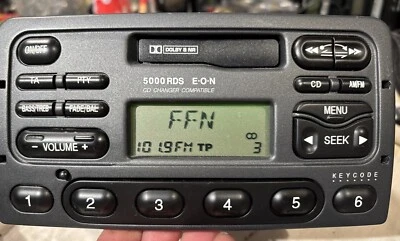 ON/OFF
DOLBY B NR
5000 RDS E·O·N
CD CHANGER COMPATIBLE
TA
PTY
CD
AM/FM
BASS/TREB
FADE/BAL
MENU
- VOLUME +
FFN
CD
101.9FM TP 3
SEEK
KEYCODE
1 2 3 4 5 6